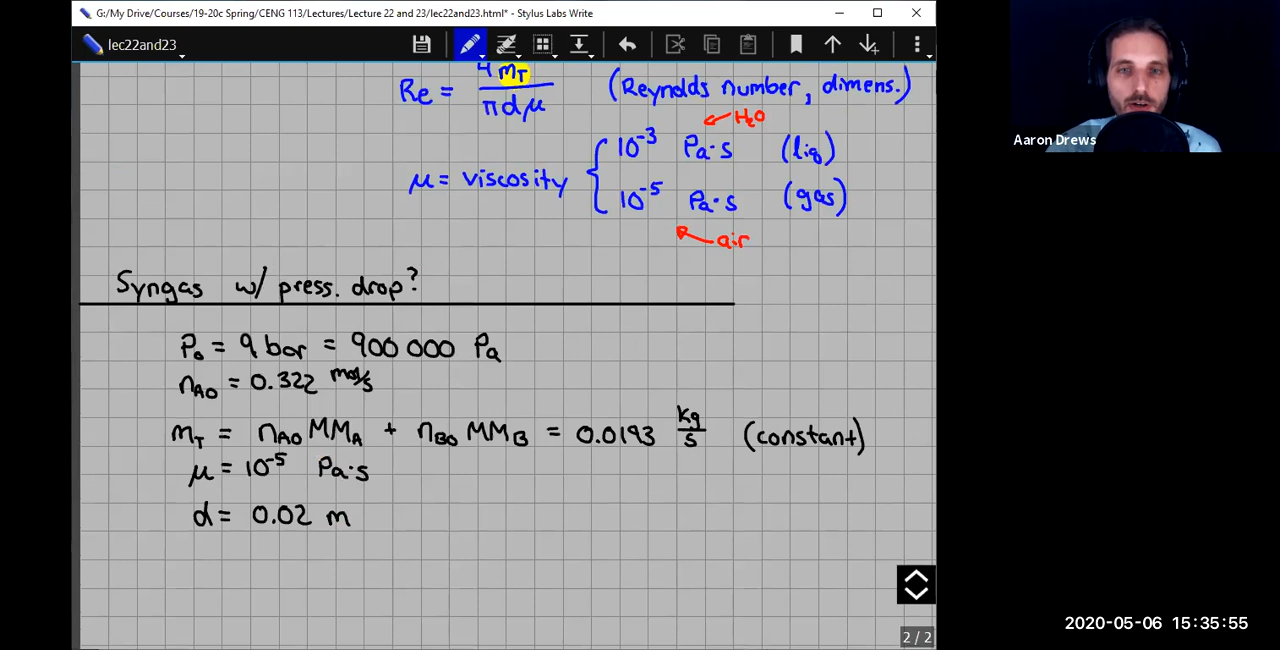 G:/My Drive/Courses/19-20c Spring/CENG 113/Lectures/Lecture 22 and 23/lec22and23.html* - Stylus Labs Write
lec22and23
Re = 4 mT / π d μ (Reynolds number, dimens.)
← H2O
10^-3 Pa·s (liq)
μ = viscosity {
10^-5 Pa·s (gas)
← air
Syngas w/ press. drop?
P0 = 9 bar = 900 000 Pa
nA0 = 0.322 mol/s
mT = nA0 MMA + nB0 MMB = 0.0193 kg/s (constant)
μ = 10^-5 Pa·s
d = 0.02 m
2 / 2
Aaron Drews
2020-05-06 15:35:55